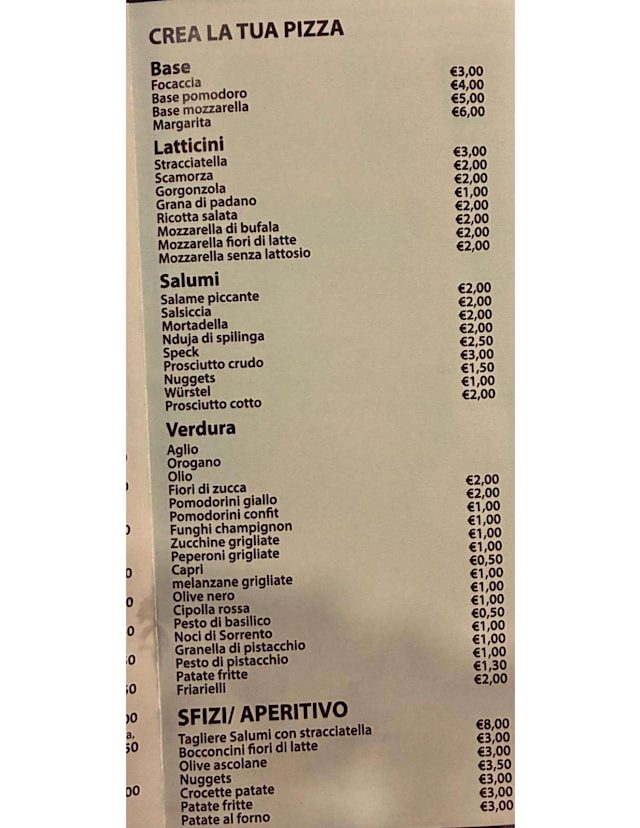 CREA LA TUA PIZZA
Base
Focaccia €3,00
Base pomodoro €4,00
Base mozzarella €5,00
Margarita €6,00
Latticini
Stracciatella €3,00
Scamorza €2,00
Gorgonzola €2,00
Grana di padano €1,00
Ricotta salata €2,00
Mozzarella di bufala €2,00
Mozzarella fiori di latte €2,00
Mozzarella senza lattosio €2,00
Salumi
Salame piccante €2,00
Salsiccia €2,00
Mortadella €2,00
Nduja di spilinga €2,00
Speck €2,50
Prosciutto crudo €3,00
Nuggets €1,50
Würstel €1,00
Prosciutto cotto €2,00
Verdura
Aglio
Orogano
Olio
Fiori di zucca €2,00
Pomodorini giallo €2,00
Pomodorini confit €1,00
Funghi champignon €1,00
Zucchine grigliate €1,00
Peperoni grigliate €1,00
Capri €0,50
melanzane grigliate €1,00
Olive nero €1,00
Cipolla rossa €1,00
Pesto di basilico €0,50
Noci di Sorrento €1,00
Granella di pistacchio €1,00
Pesto di pistacchio €1,00
Patate fritte €1,30
Friarielli €2,00
SFIZI/ APERITIVO
Tagliere Salumi con stracciatella €8,00
Bocconcini fiori di latte €3,00
Olive ascolane €3,00
Nuggets €3,50
Crocette patate €3,00
Patate fritte €3,00
Patate al forno €3,00